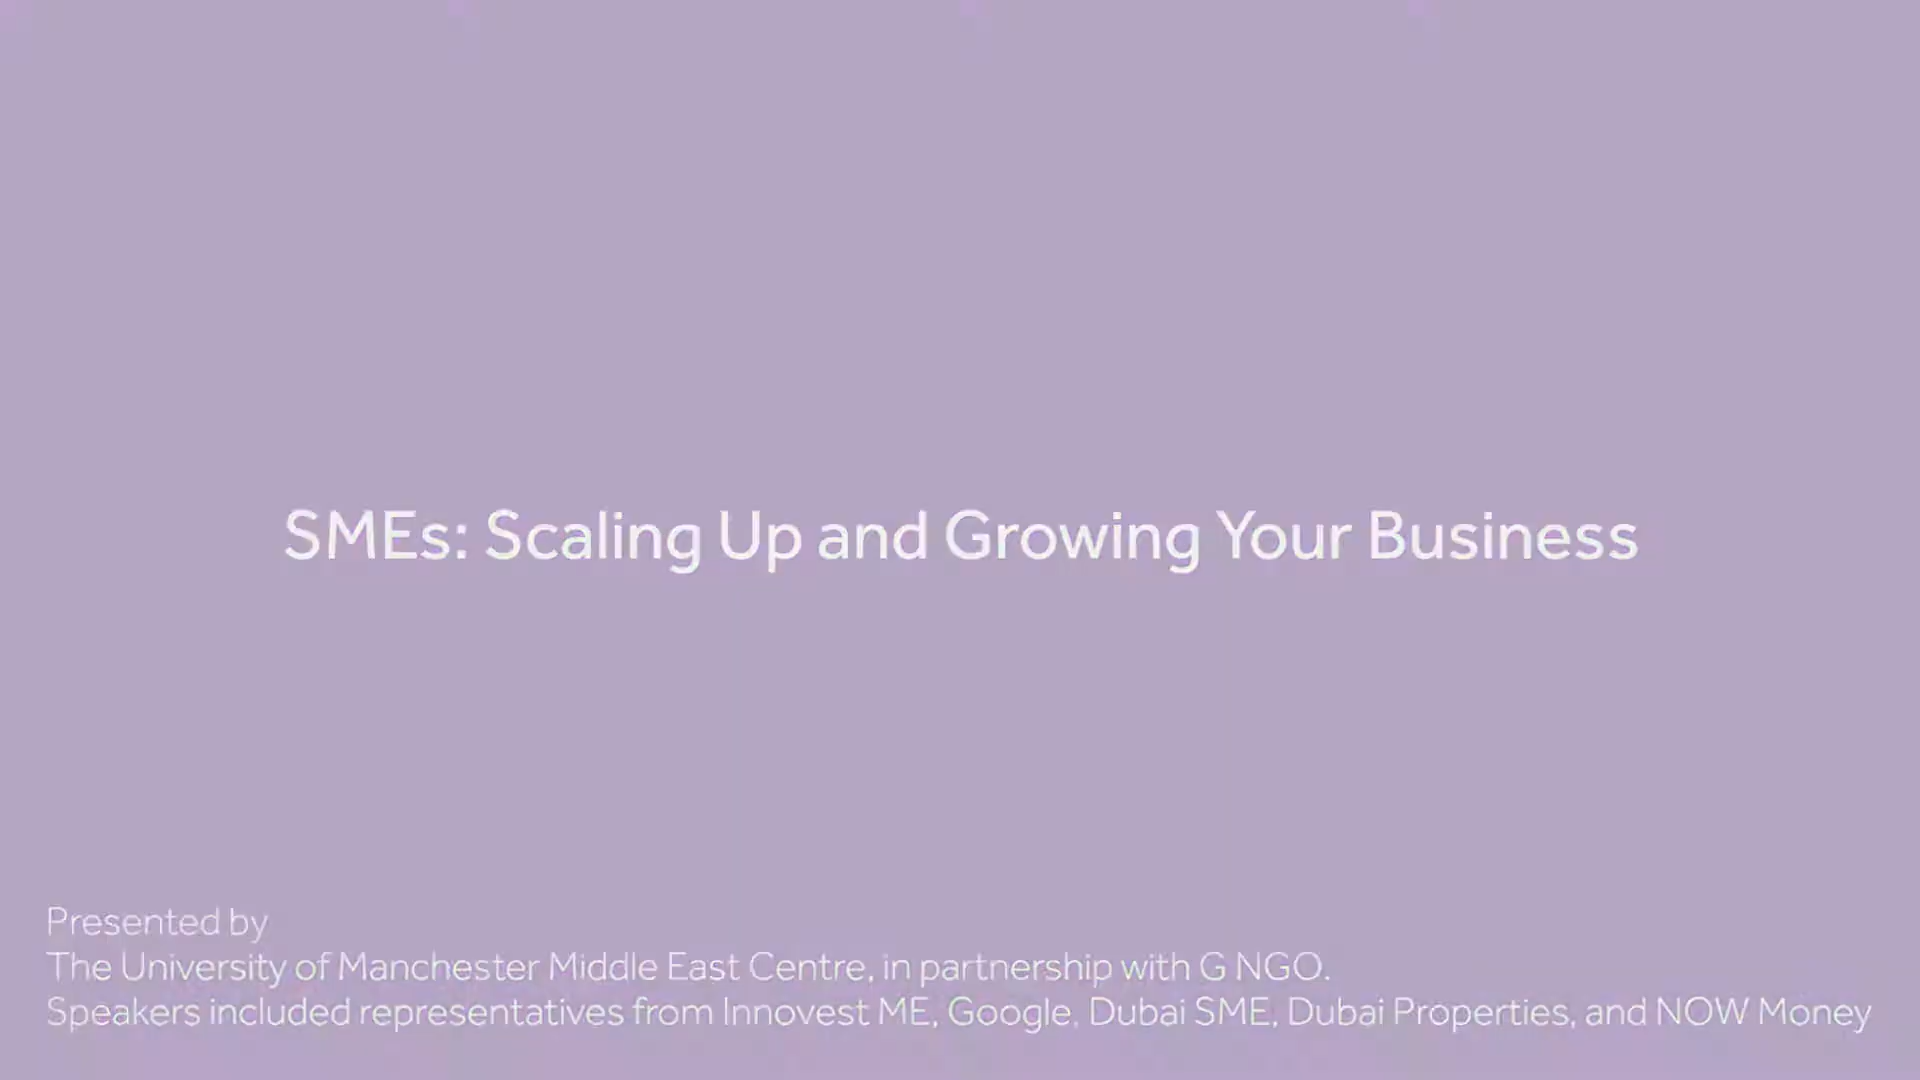 SMEs: Scaling Up and Growing Your Business
Presented by
The University of Manchester Middle East Centre, in partnership with G NGO.
Speakers included representatives from Innovest ME, Google, Dubai SME, Dubai Properties, and NOW Money